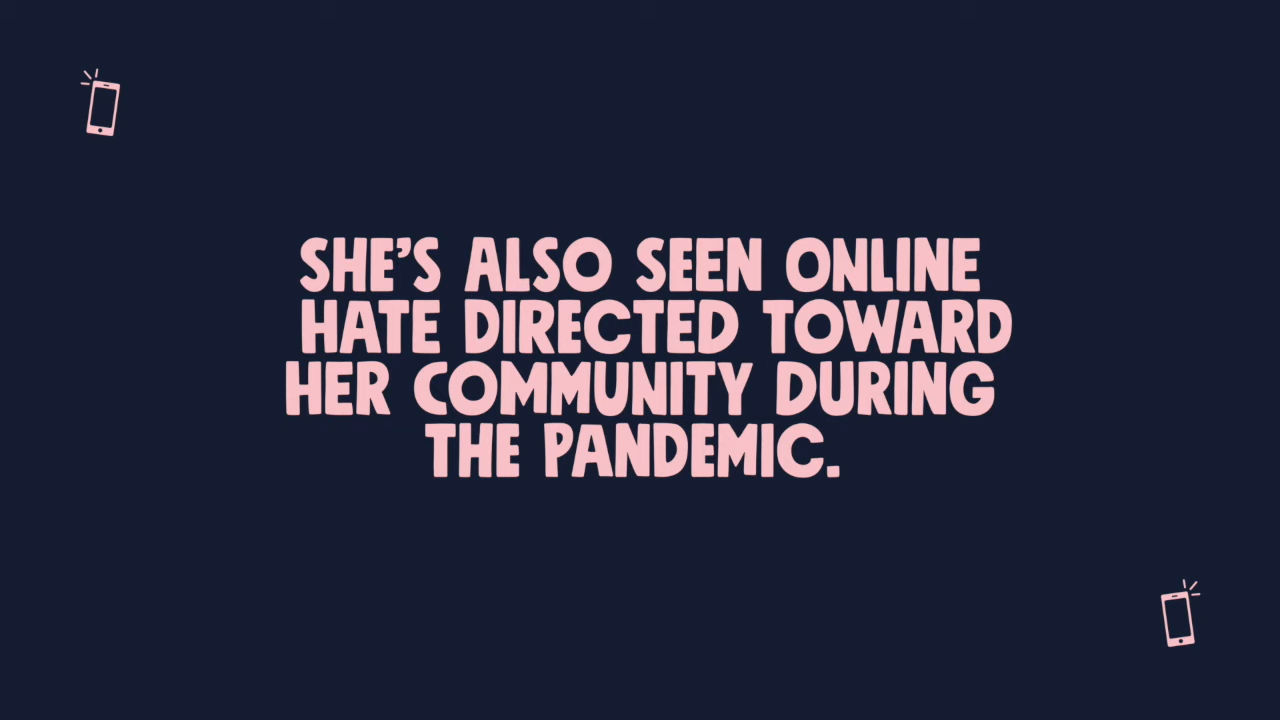 SHE’S ALSO SEEN ONLINE
HATE DIRECTED TOWARD
HER COMMUNITY DURING
THE PANDEMIC.